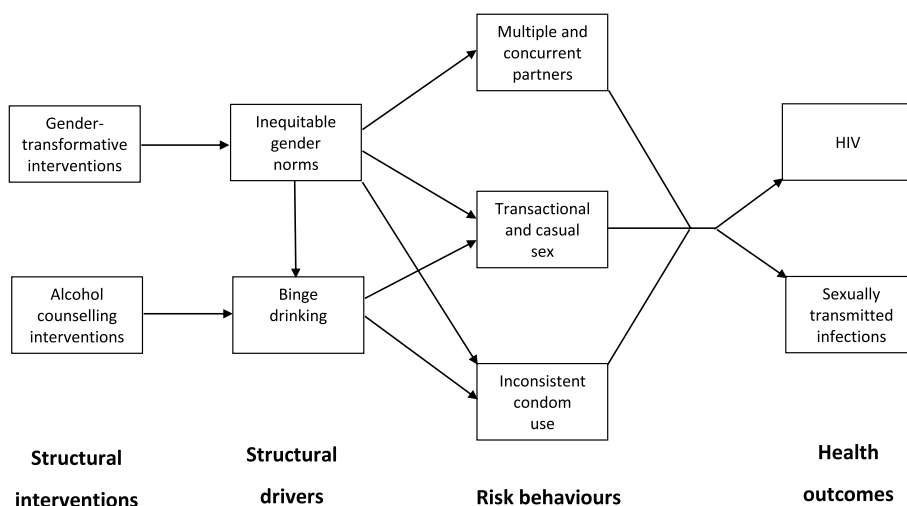 Multiple and
concurrent
partners
Gender-
transformative
interventions
Inequitable
gender
norms
HIV
Transactional
and casual
sex
Alcohol
counselling
interventions
Binge
drinking
Sexually
transmitted
infections
Inconsistent
condom
use
Structural
interventions
Structural
drivers
Risk behaviours
Health
outcomes